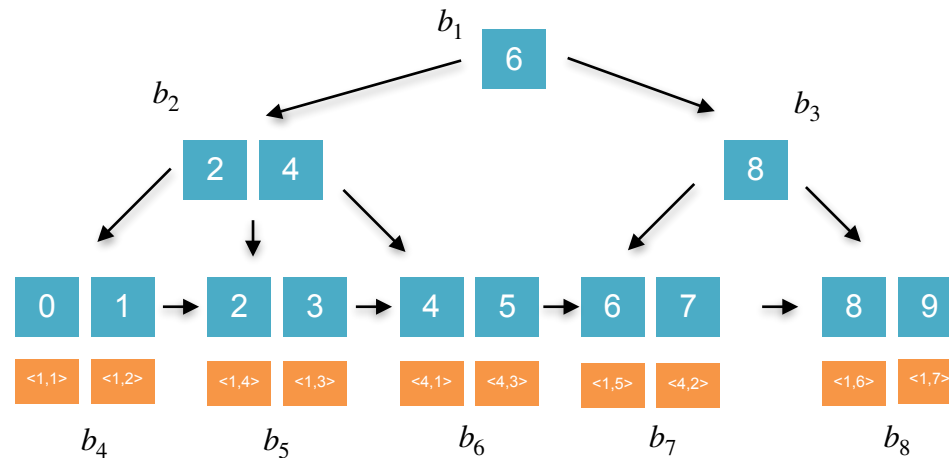 b1
6
b2
b3
2 4
8
0 1 2 3 4 5 6 7 8 9
<1,1> <1,2> <1,4> <1,3> <4,1> <4,3> <1,5> <4,2> <1,6> <1,7>
b4 b5 b6 b7 b8